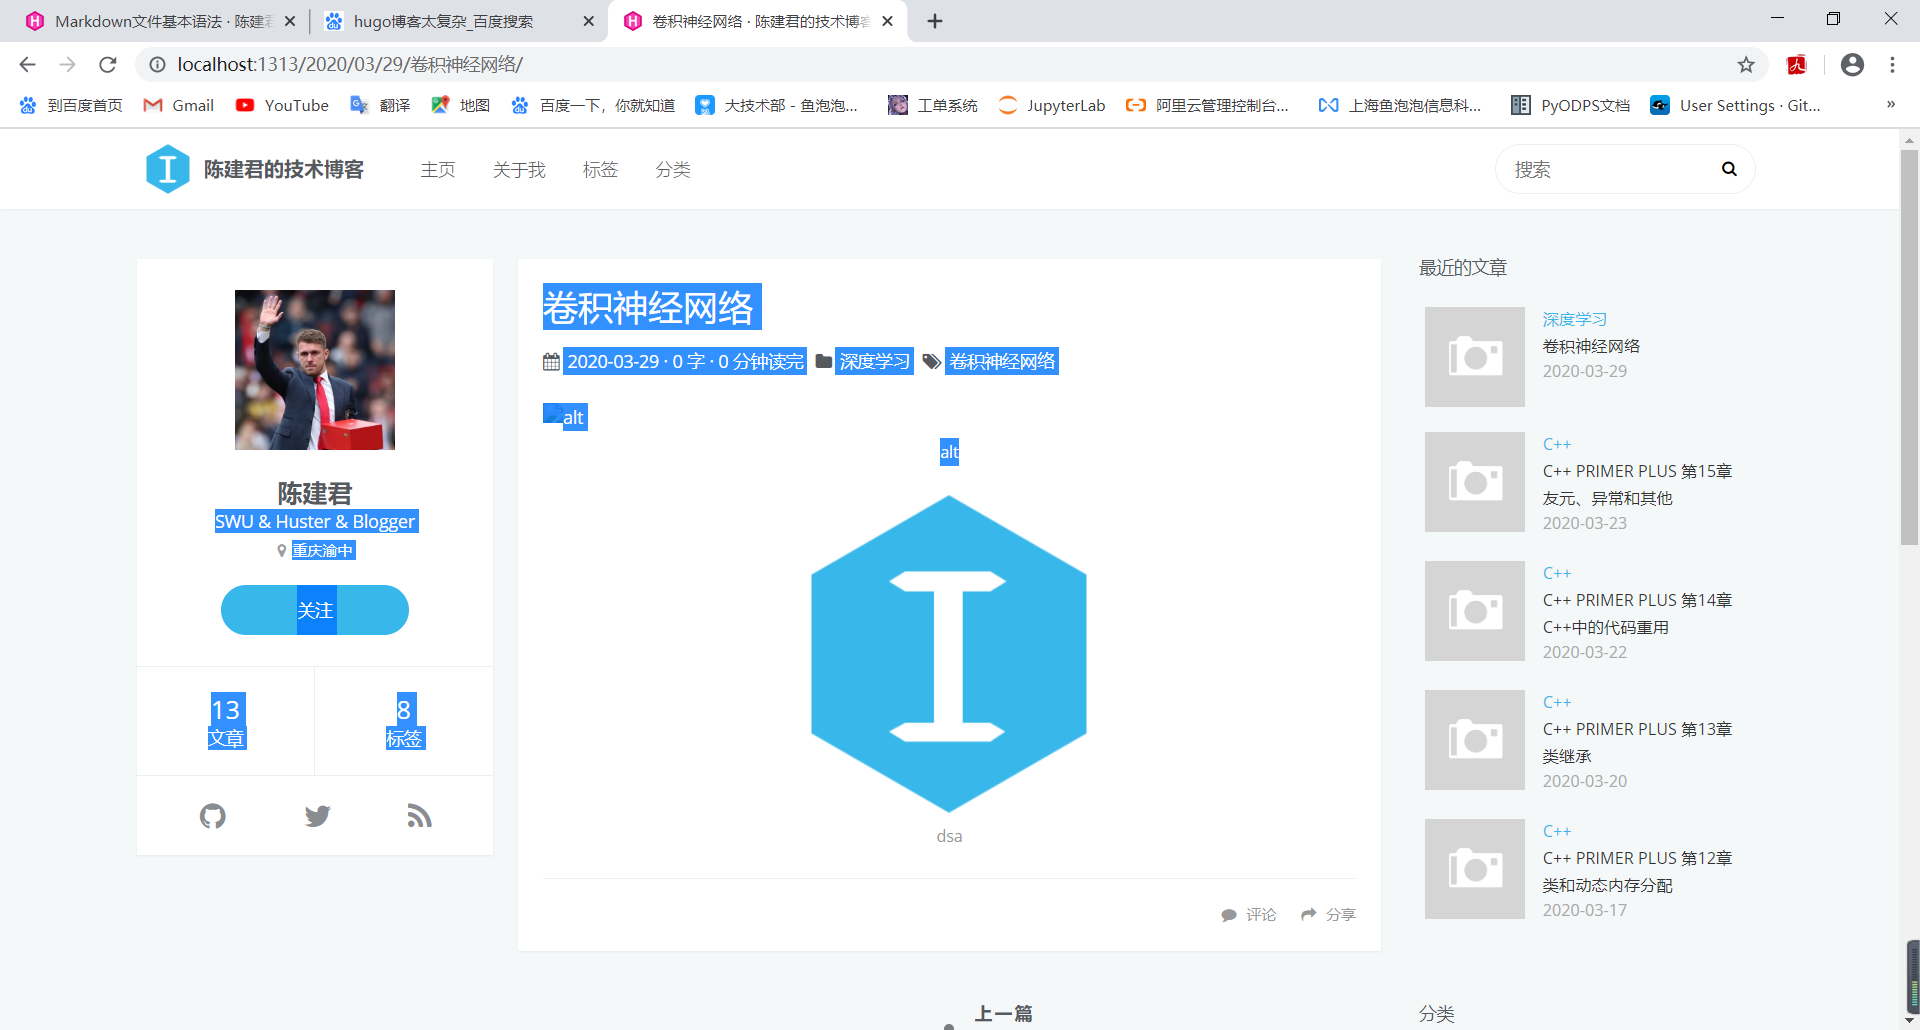 Markdown文件基本语法 · 陈建
hugo博客太复杂_百度搜索
卷积神经网络 · 陈建君的技术博客
localhost:1313/2020/03/29/卷积神经网络/
到百度首页
Gmail
YouTube
翻译
地图
百度一下，你就知道
大技术部 - 鱼泡泡...
工单系统
JupyterLab
阿里云管理控制台...
上海鱼泡泡信息科...
PyODPS文档
User Settings · Git...
»
陈建君的技术博客
主页
关于我
标签
分类
搜索
陈建君
SWU & Huster & Blogger
重庆渝中
关注
13
文章
8
标签
卷积神经网络
2020-03-29 · 0 字 · 0 分钟读完
深度学习
卷积神经网络
alt
alt
dsa
评论
分享
上一篇
最近的文章
深度学习
卷积神经网络
2020-03-29
C++
C++ PRIMER PLUS 第15章
友元、异常和其他
2020-03-23
C++
C++ PRIMER PLUS 第14章
C++中的代码重用
2020-03-22
C++
C++ PRIMER PLUS 第13章
类继承
2020-03-20
C++
C++ PRIMER PLUS 第12章
类和动态内存分配
2020-03-17
分类